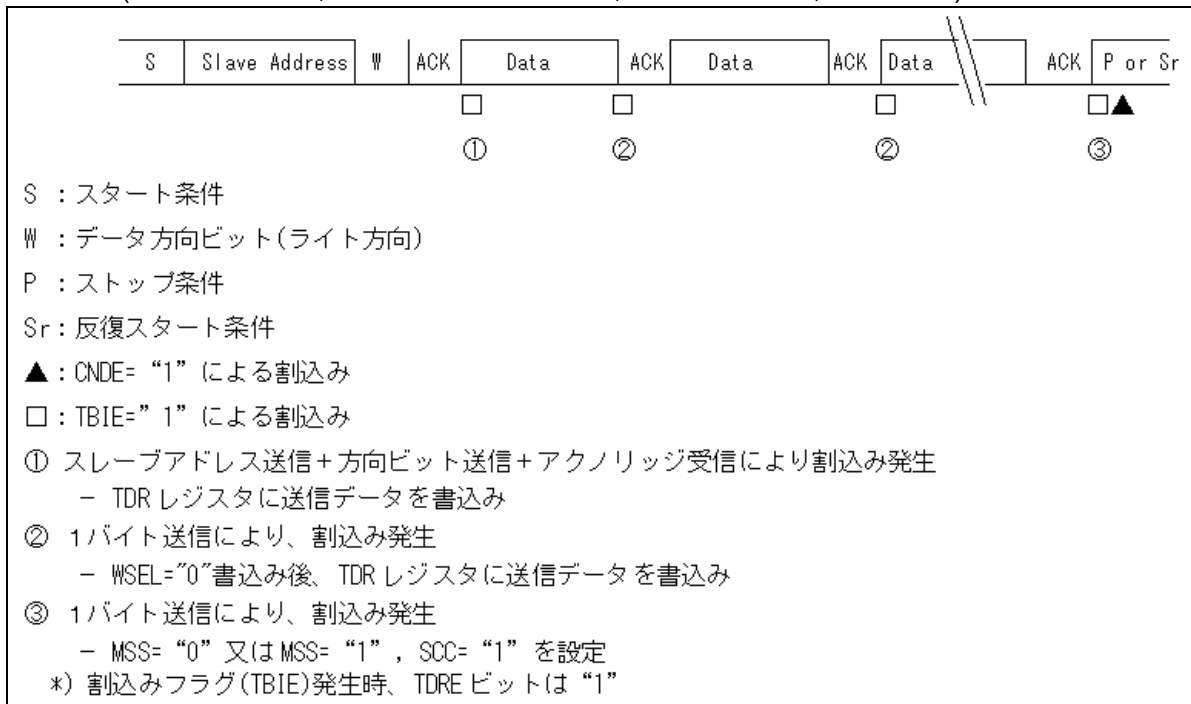 S Slave Address W ACK Data ACK Data ACK Data ACK P or Sr
□ □ □ □▲
① ② ② ③
S :スタート条件
W :データ方向ビット(ライト方向)
P :ストップ条件
Sr:反復スタート条件
▲:CNDE= “1” による割込み
□:TBIE=” 1” による割込み
① スレーブアドレス送信+方向ビット送信+アクノリッジ受信により割込み発生
- TDR レジスタに送信データを書込み
② 1バイト送信により、割込み発生
- WSEL="0"書込み後、TDR レジスタに送信データを書込み
③ 1バイト送信により、割込み発生
- MSS= “0” 又は MSS= “1” , SCC= “1” を設定
*) 割込みフラグ(TBIE)発生時、TDRE ビットは “1”